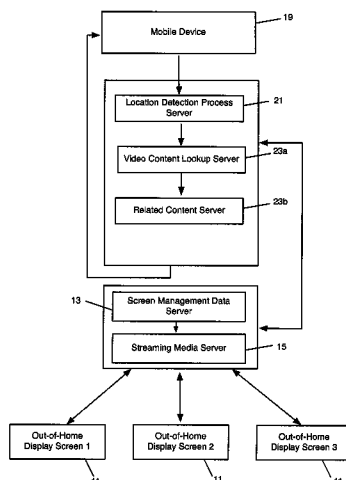 Mobile Device
19
Location Detection Process
Server
21
Video Content Lookup Server
23a
Related Content Server
23b
13
Screen Management Data
Server
Streaming Media Server
15
Out-of-Home
Display Screen 1
Out-of-Home
Display Screen 2
Out-of-Home
Display Screen 3
11
11
11